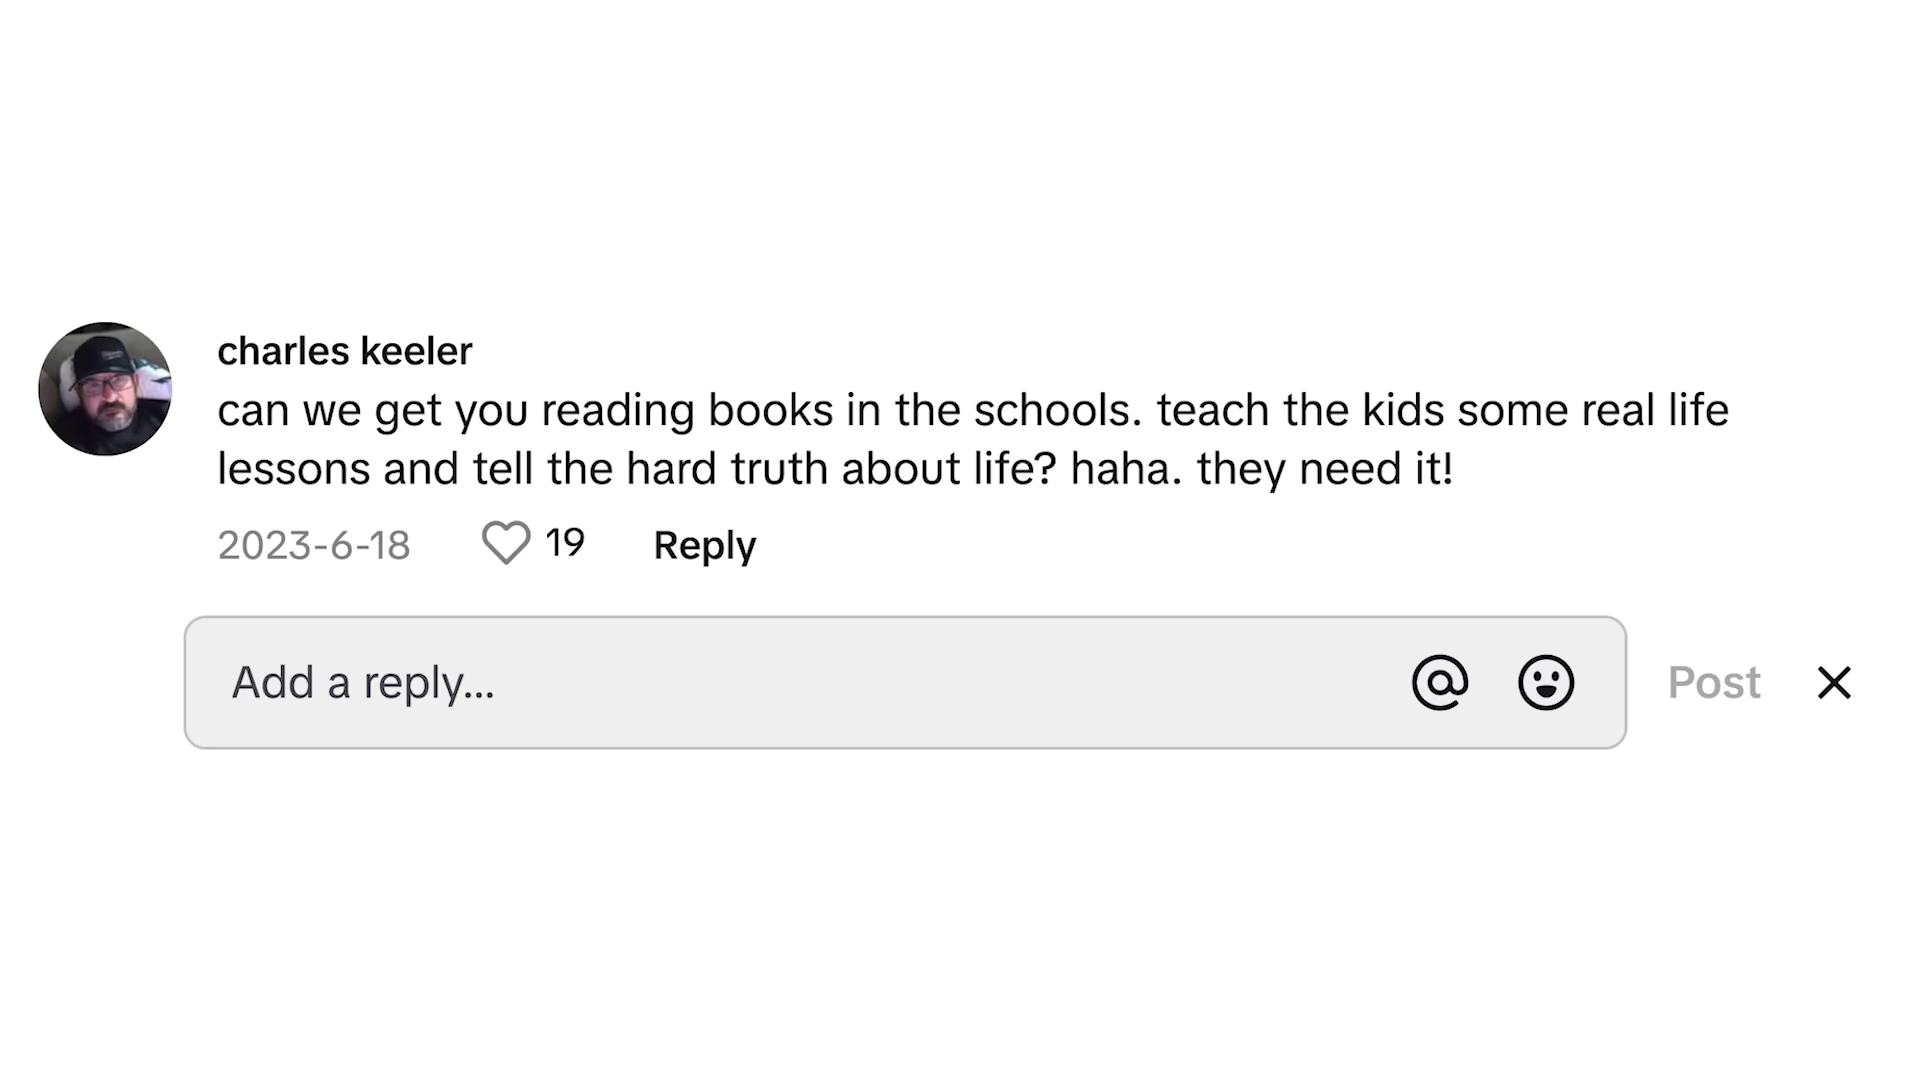 charles keeler
can we get you reading books in the schools. teach the kids some real life
lessons and tell the hard truth about life? haha. they need it!
2023-6-18 19 Reply
Add a reply... Post